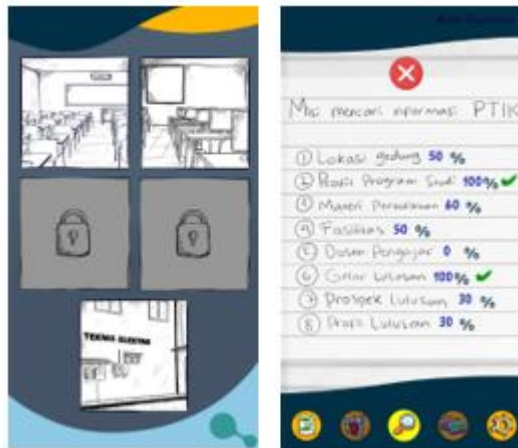 TEKNIK ELEKTRO
Misi mencari informasi PTIK
① Lokasi gedung 50 %
② Profil Program Studi 100%
③ Materi Perkuliahan 60 %
④ Fasilitas 50 %
⑤ Dosen Pengajar 0 %
⑥ Gelar Lulusan 100%
⑦ Prospek Lulusan 30 %
⑧ Profil Lulusan 30 %